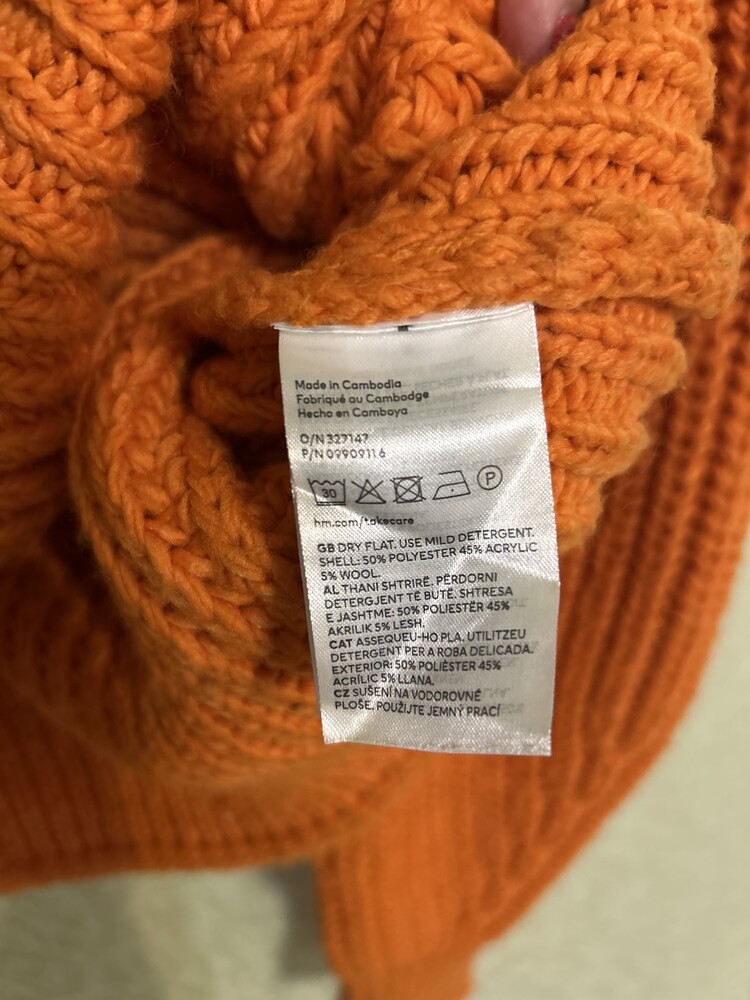 Made in Cambodia
Fabriqué au Cambodge
Hecho en Camboya
O/N 327147
P/N 09909116
30
P
hm.com/takecare
GB DRY FLAT. USE MILD DETERGENT.
SHELL: 50% POLYESTER 45% ACRYLIC
5% WOOL.
AL THANI SHTRIRË. PËRDORNI
DETERGJENT TË BUTË. SHTRESA
E JASHTME: 50% POLIESTËR 45%
AKRILIK 5% LESH.
CAT ASSEQUEU-HO PLA. UTILITZEU
DETERGENT PER A ROBA DELICADA.
EXTERIOR: 50% POLIÈSTER 45%
ACRÍLIC 5% LLANA.
CZ SUŠENÍ NA VODOROVNÉ
PLOŠE. POUŽIJTE JEMNÝ PRACÍ